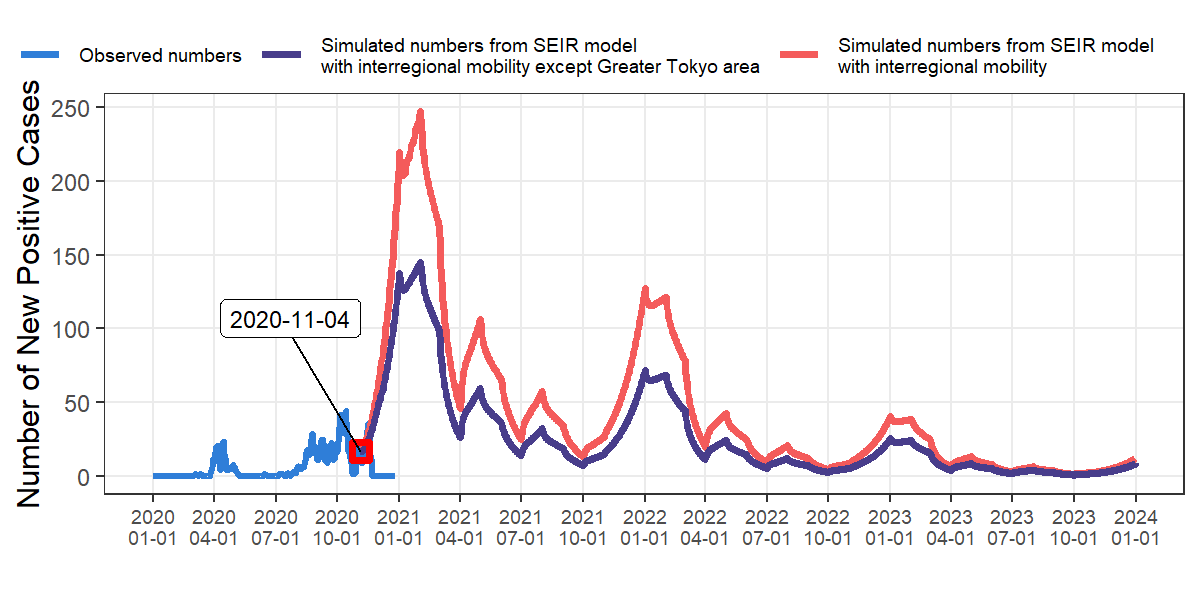 Observed numbers
Simulated numbers from SEIR model
with interregional mobility except Greater Tokyo area
Simulated numbers from SEIR model
with interregional mobility
Number of New Positive Cases
250
200
150
100
50
0
2020-11-04
2020 2020 2020 2020 2021 2021 2021 2021 2022 2022 2022 2022 2023 2023 2023 2023 2024
01-01 04-01 07-01 10-01 01-01 04-01 07-01 10-01 01-01 04-01 07-01 10-01 01-01 04-01 07-01 10-01 01-01